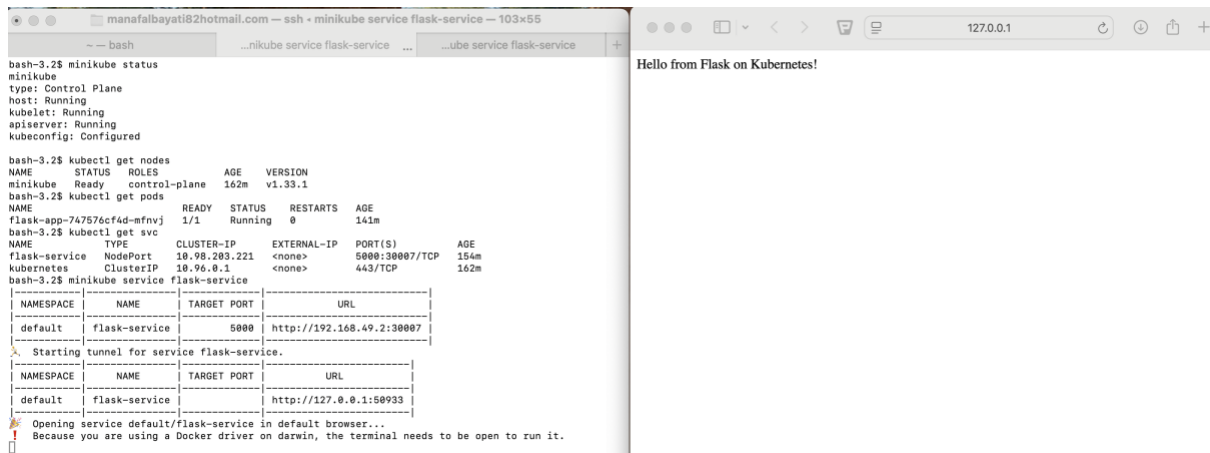 manafalbayati82hotmail.com — ssh • minikube service flask-service — 103×55
~ — bash
...nikube service flask-service ...
...ube service flask-service +
bash-3.2$ minikube status
minikube
type: Control Plane
host: Running
kubelet: Running
apiserver: Running
kubeconfig: Configured
bash-3.2$ kubectl get nodes
NAME STATUS ROLES AGE VERSION
minikube Ready control-plane 162m v1.33.1
bash-3.2$ kubectl get pods
NAME READY STATUS RESTARTS AGE
flask-app-747576cf4d-mfnvj 1/1 Running 0 141m
bash-3.2$ kubectl get svc
NAME TYPE CLUSTER-IP EXTERNAL-IP PORT(S) AGE
flask-service NodePort 10.98.203.221 <none> 5000:30007/TCP 154m
kubernetes ClusterIP 10.96.0.1 <none> 443/TCP 162m
bash-3.2$ minikube service flask-service
|-----------|---------------|-------------|---------------------------|
| NAMESPACE | NAME | TARGET PORT | URL |
|-----------|---------------|-------------|---------------------------|
| default | flask-service | 5000 | http://192.168.49.2:30007 |
|-----------|---------------|-------------|---------------------------|
🏃 Starting tunnel for service flask-service.
|-----------|---------------|-------------|------------------------|
| NAMESPACE | NAME | TARGET PORT | URL |
|-----------|---------------|-------------|------------------------|
| default | flask-service | | http://127.0.0.1:50933 |
|-----------|---------------|-------------|------------------------|
🎉 Opening service default/flask-service in default browser...
❗ Because you are using a Docker driver on darwin, the terminal needs to be open to run it.
127.0.0.1
Hello from Flask on Kubernetes!